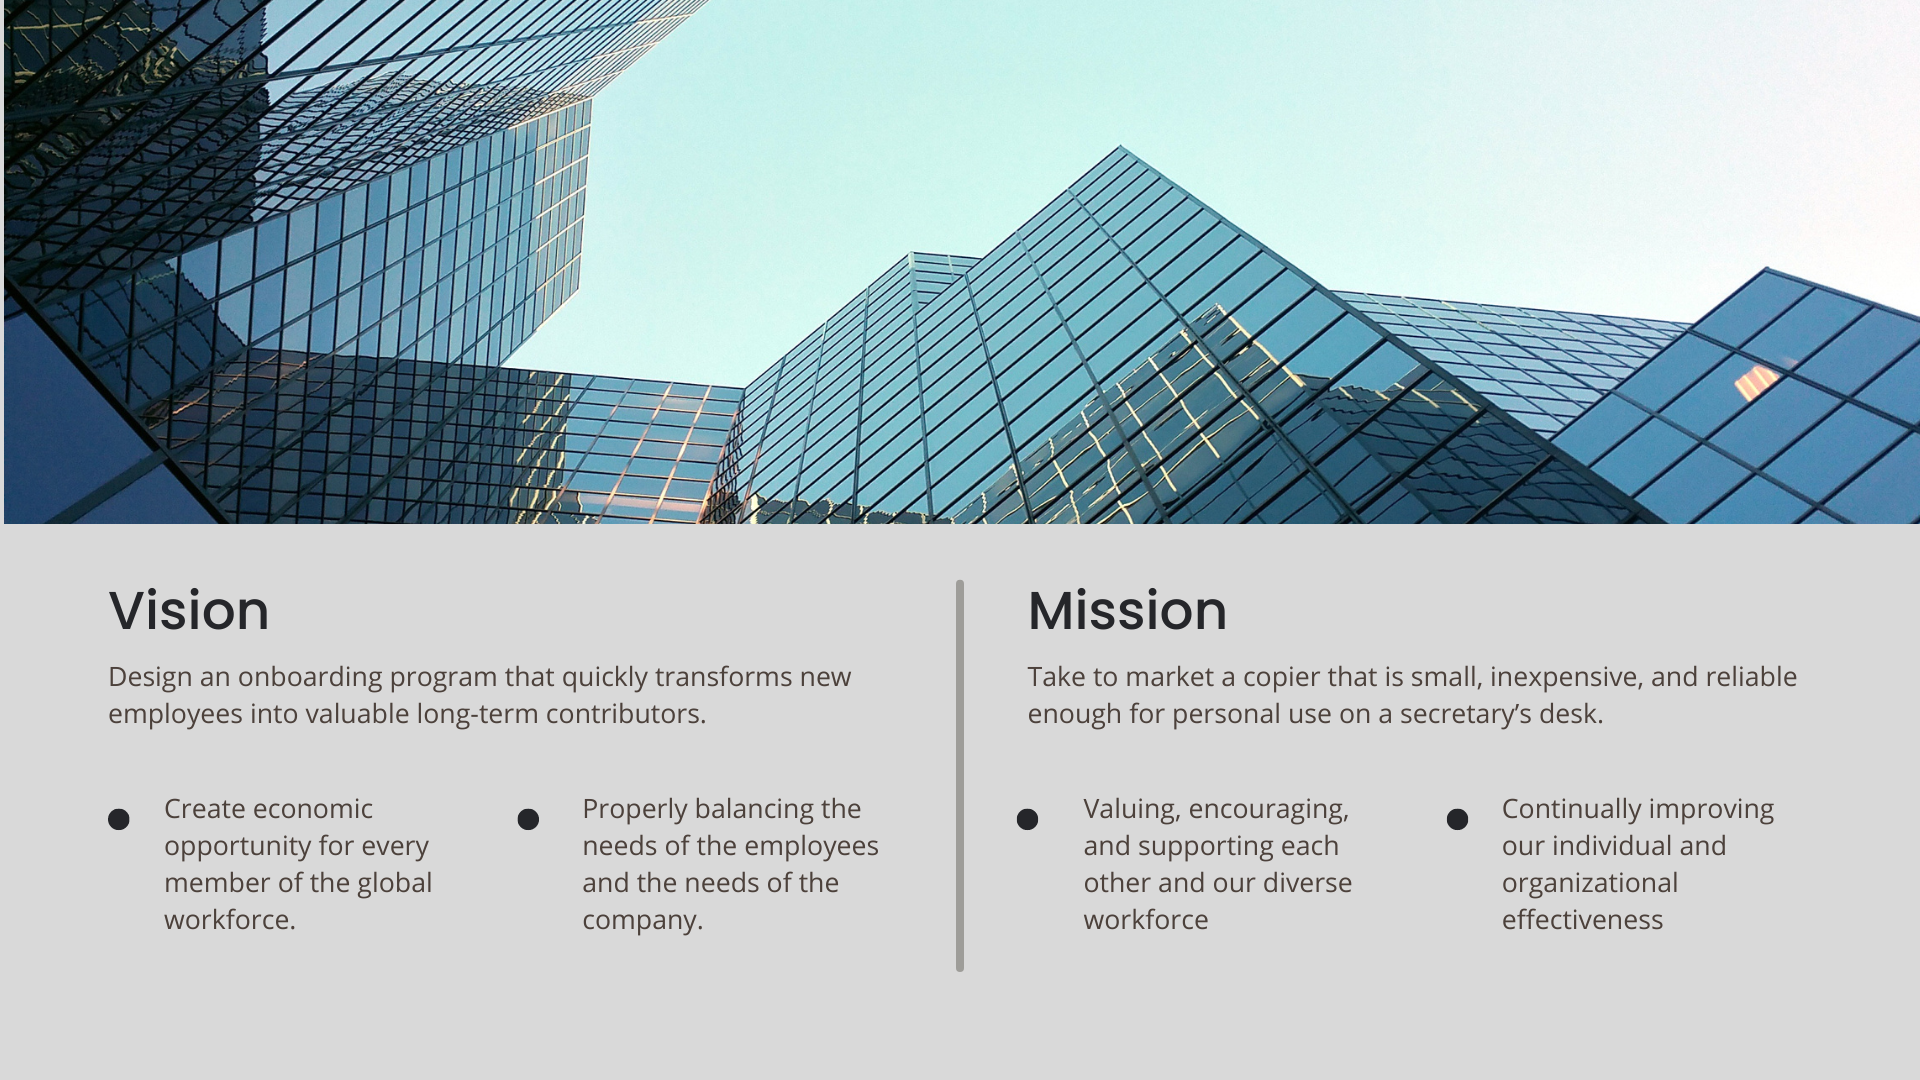 Vision
Design an onboarding program that quickly transforms new
employees into valuable long-term contributors.
Create economic
opportunity for every
member of the global
workforce.
Properly balancing the
needs of the employees
and the needs of the
company.
Mission
Take to market a copier that is small, inexpensive, and reliable
enough for personal use on a secretary’s desk.
Valuing, encouraging,
and supporting each
other and our diverse
workforce
Continually improving
our individual and
organizational
effectiveness